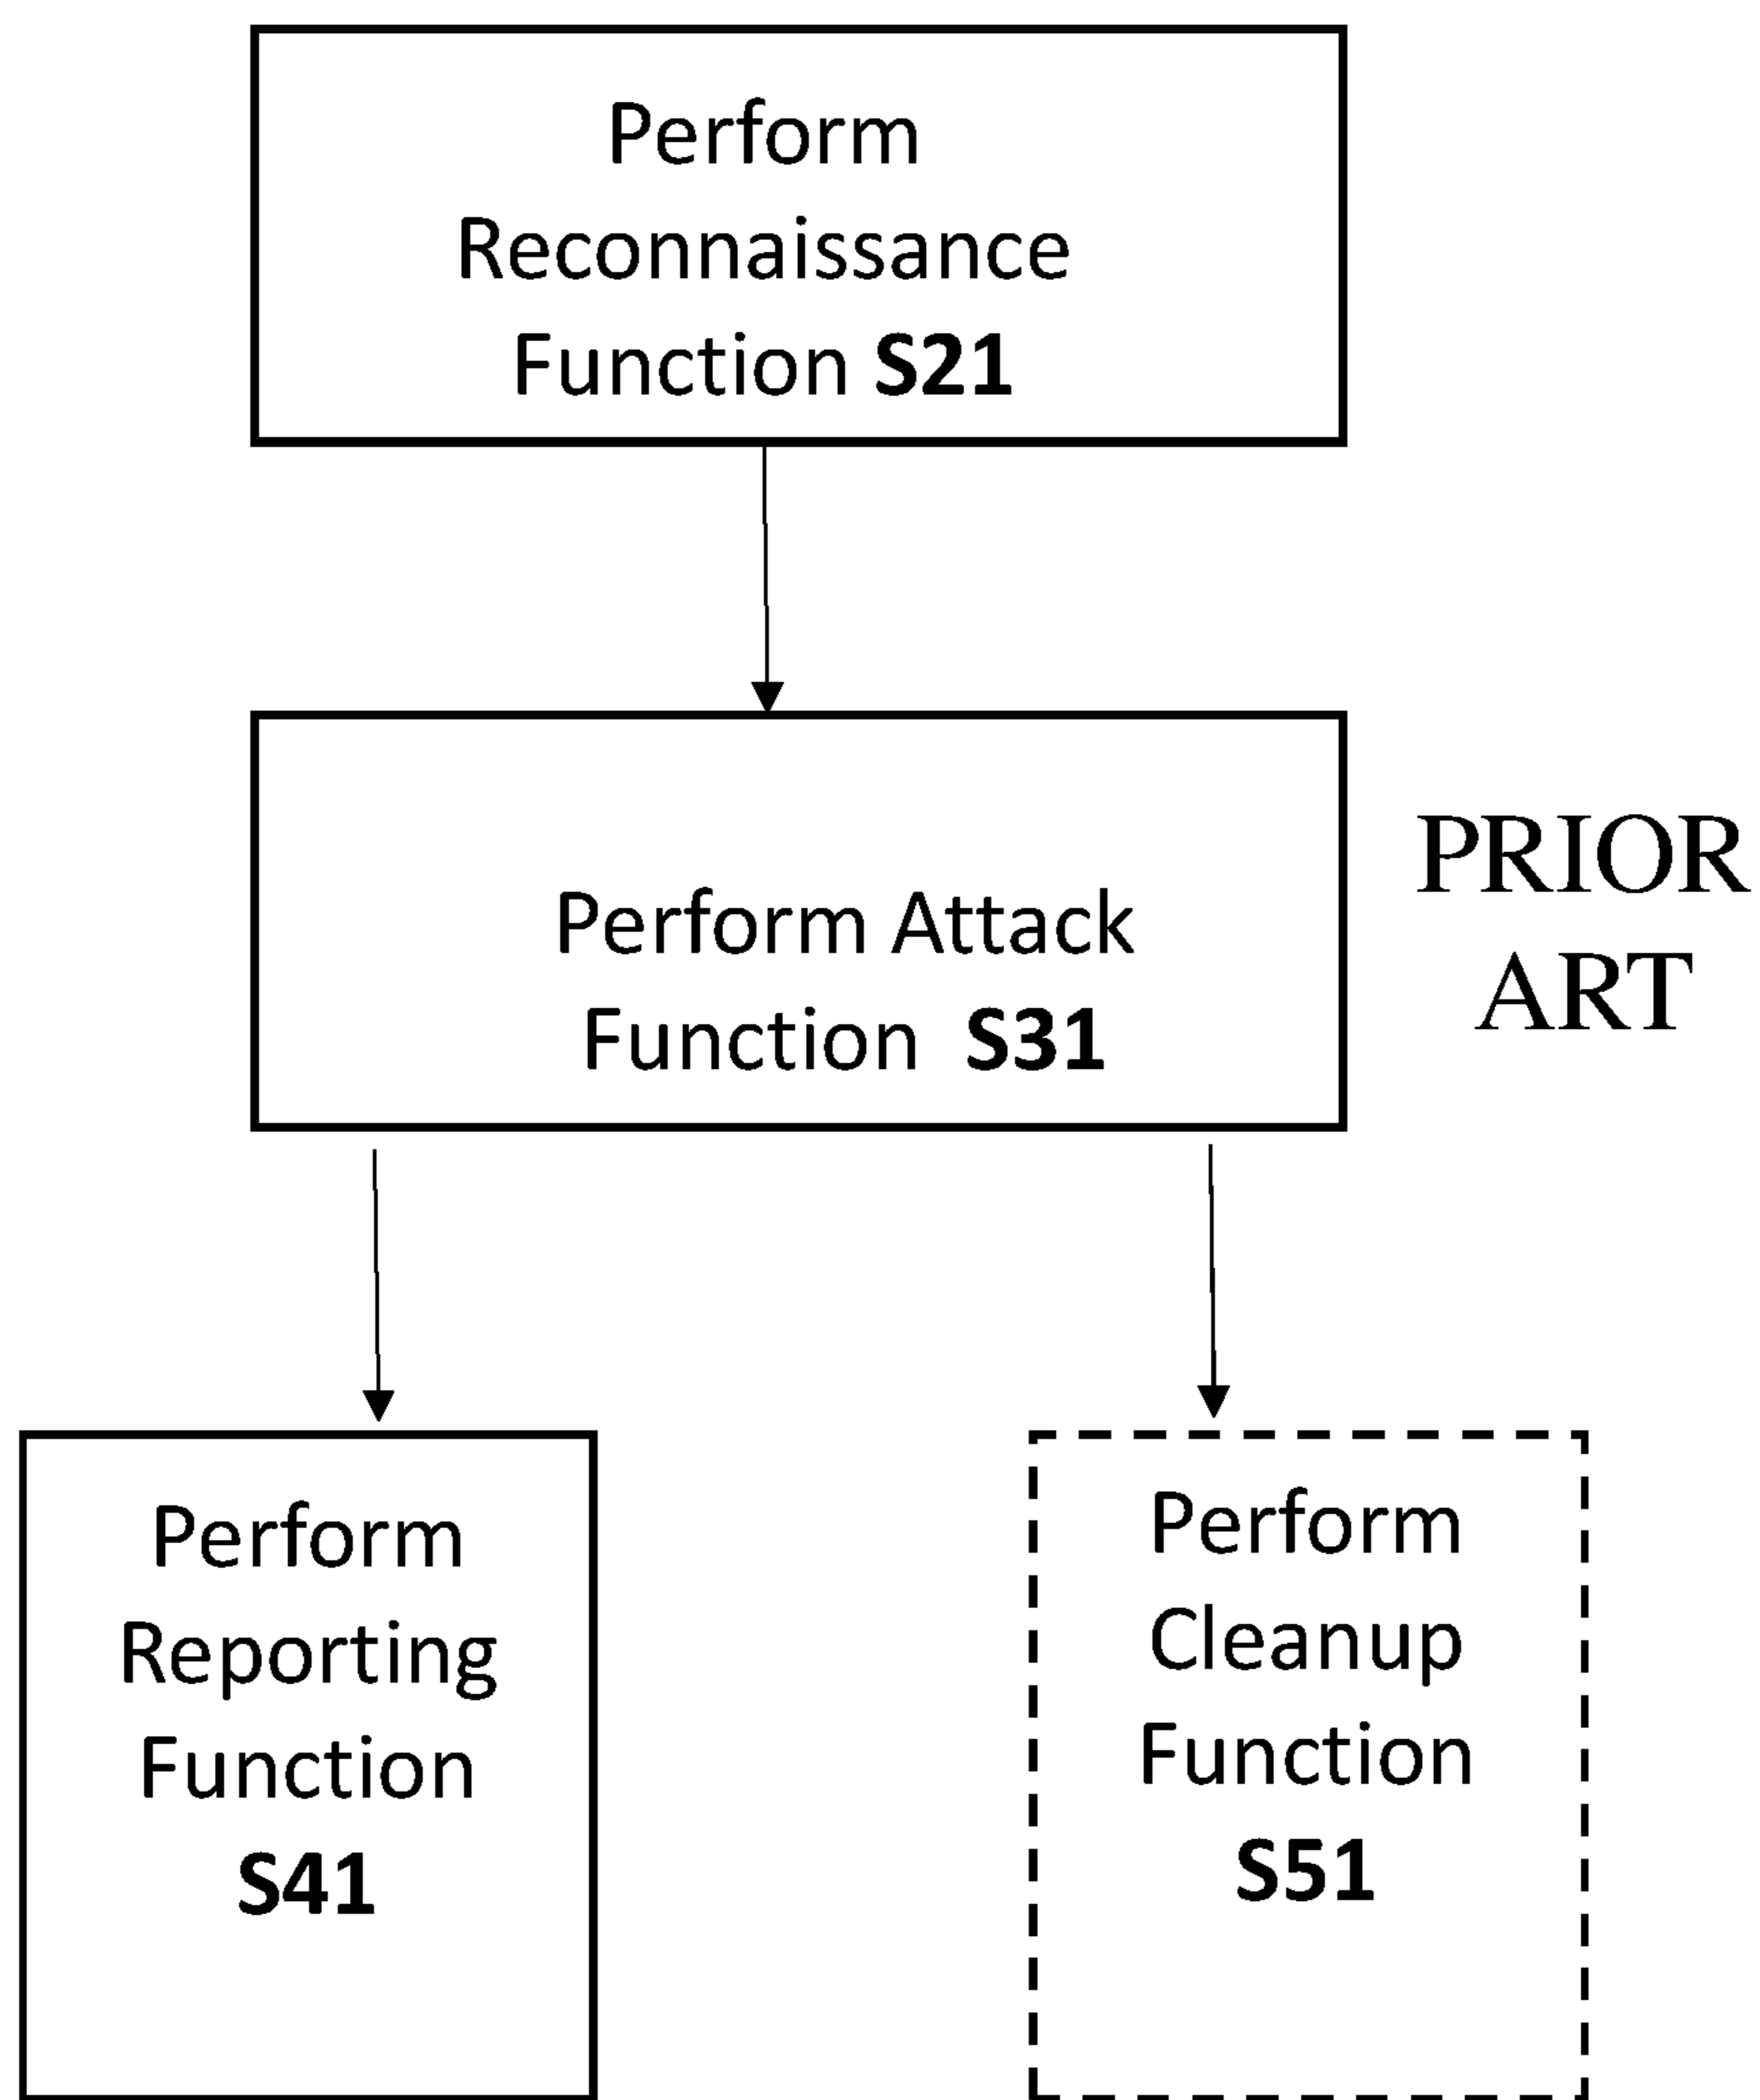 Perform
Reconnaissance
Function S21
Perform Attack
Function S31
PRIOR
ART
Perform
Reporting
Function
S41
Perform
Cleanup
Function
S51